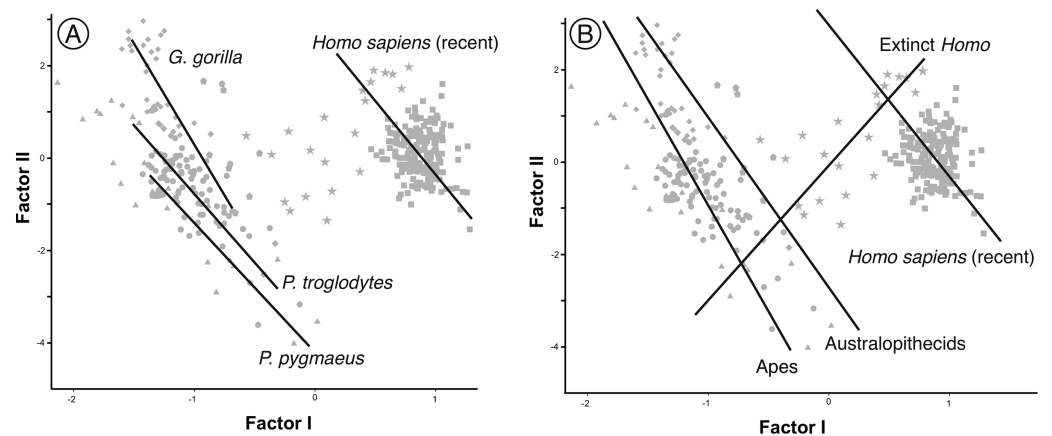 A
G. gorilla
Homo sapiens (recent)
P. troglodytes
P. pygmaeus
Factor II
2
0
-2
-4
-2
-1
0
1
Factor I
B
Extinct Homo
Homo sapiens (recent)
Australopithecids
Apes
Factor II
2
0
-2
-4
-2
-1
0
1
Factor I